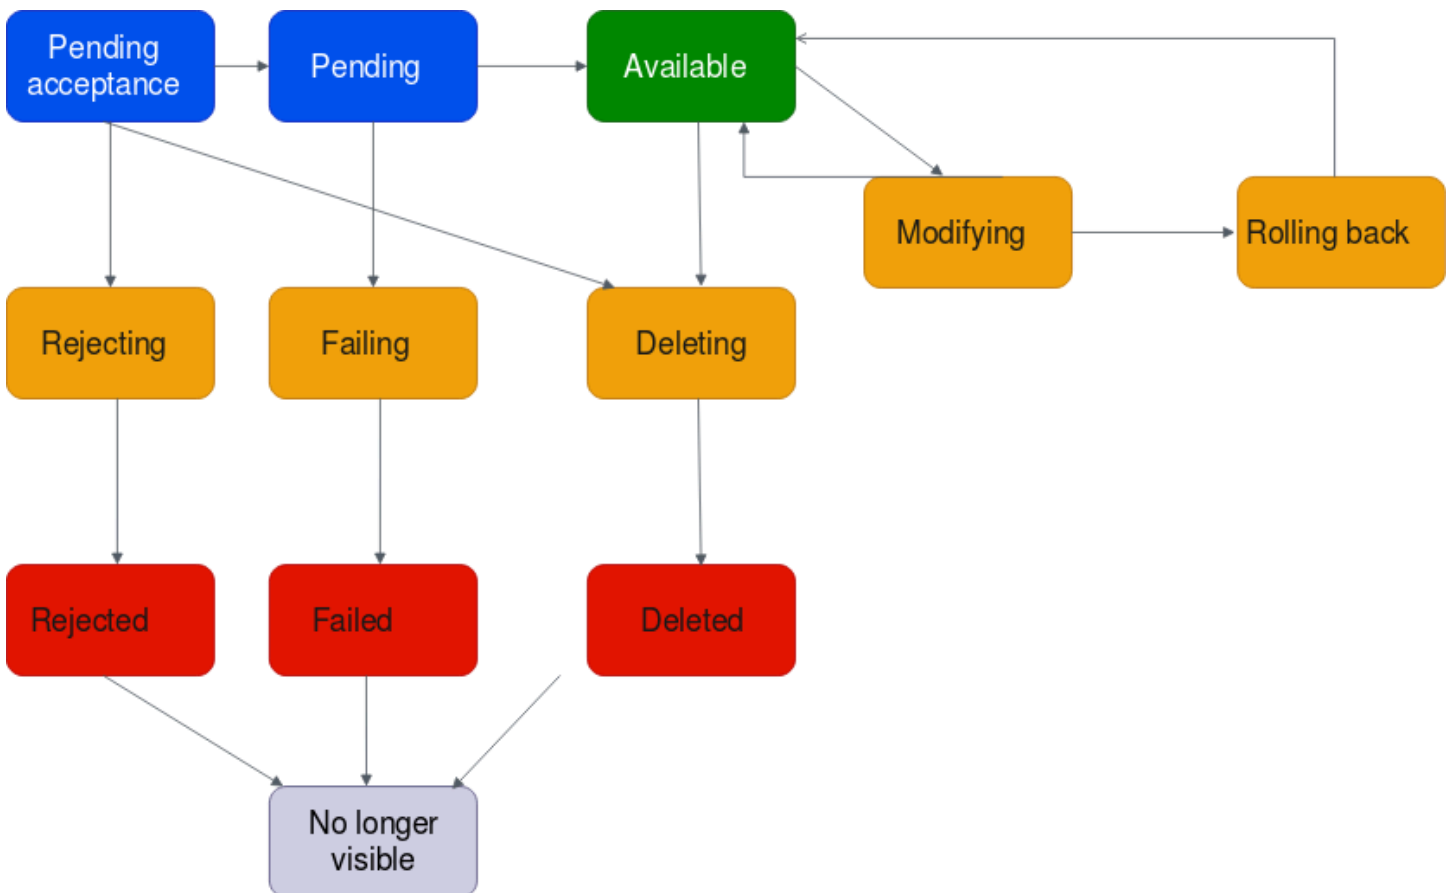 Pending
acceptance
Pending
Available
Modifying
Rolling back
Rejecting
Failing
Deleting
Rejected
Failed
Deleted
No longer
visible